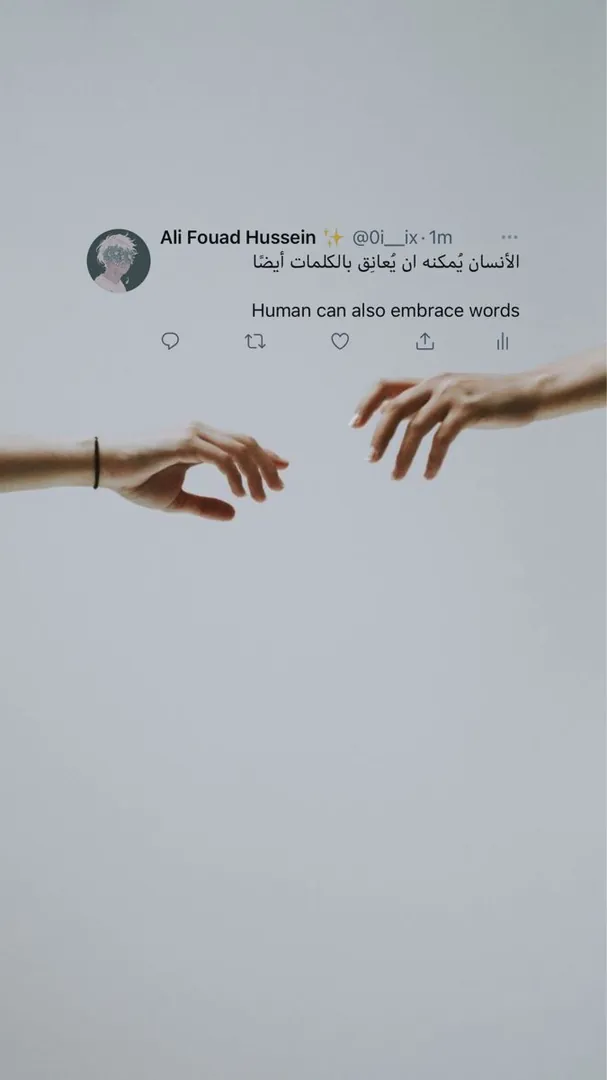 Ali Fouad Hussein ✨ @0i__ix · 1m
الأنسان يُمكنه ان يُعانِق بالكلمات أيضًا
Human can also embrace words